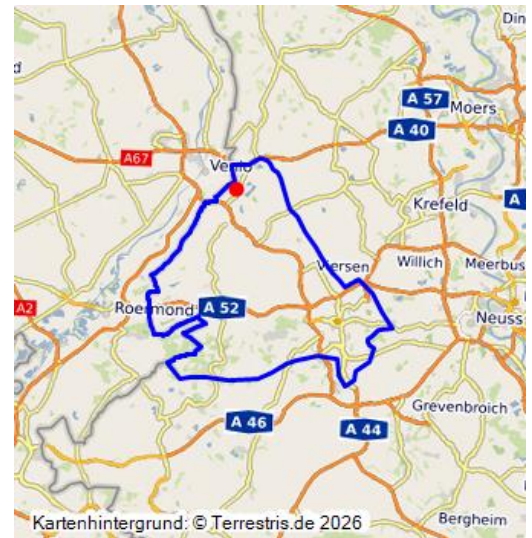 Din
A 57
Moers
A 40
A67
Venlo
Krefeld
A
Viersen
Willich
Meerbus
A2
Roermond
A 52
Neuss
A 46
A 44
Grevenbroich
Bergheim
Kartenhintergrund: © Terrestris.de 2026